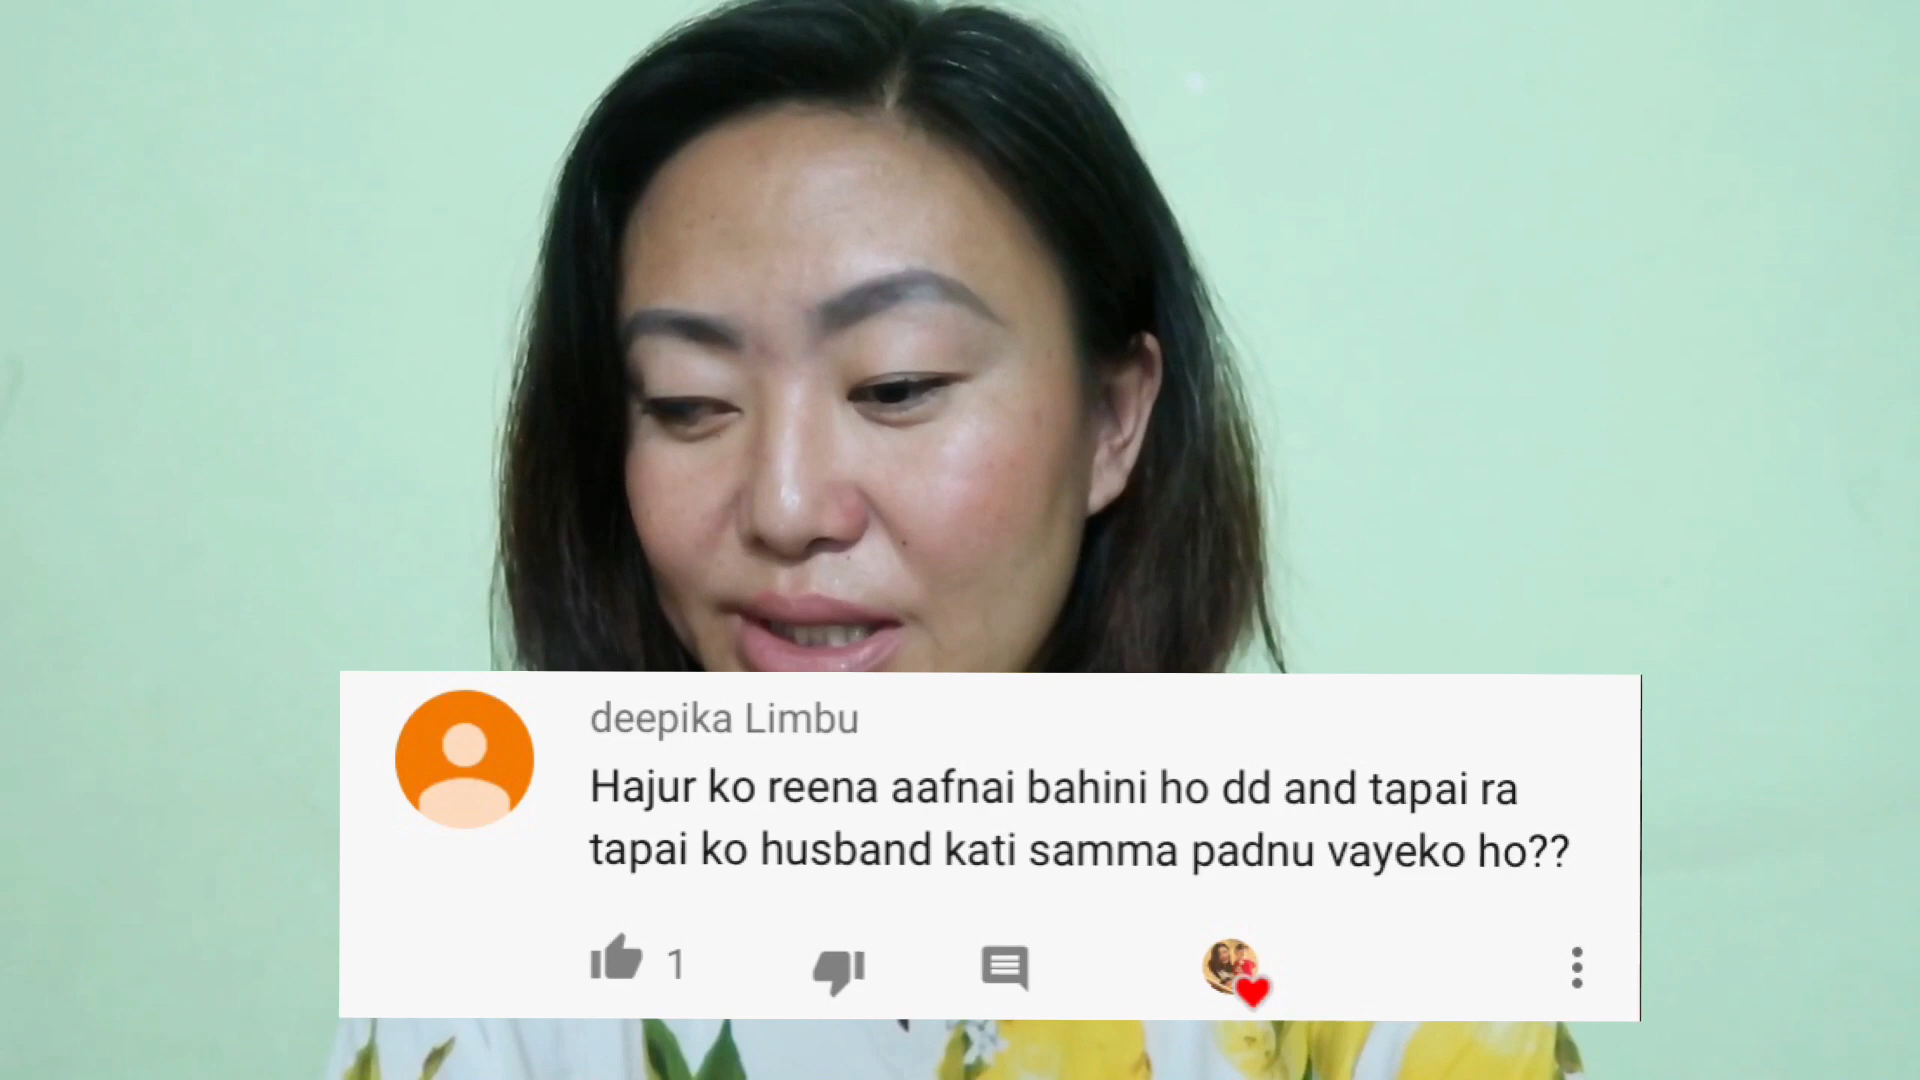 deepika Limbu
Hajur ko reena aafnai bahini ho dd and tapai ra
tapai ko husband kati samma padnu vayeko ho??
1